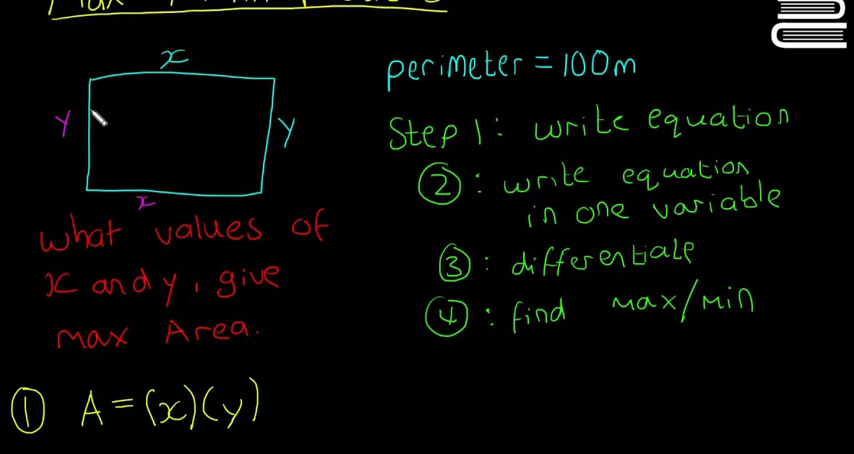 x
y
y
x
perimeter = 100m
Step 1: write equation
②: write equation
in one variable
③: differentiate
④: find max/min
what values of
x and y, give
max Area.
① A = (x)(y)